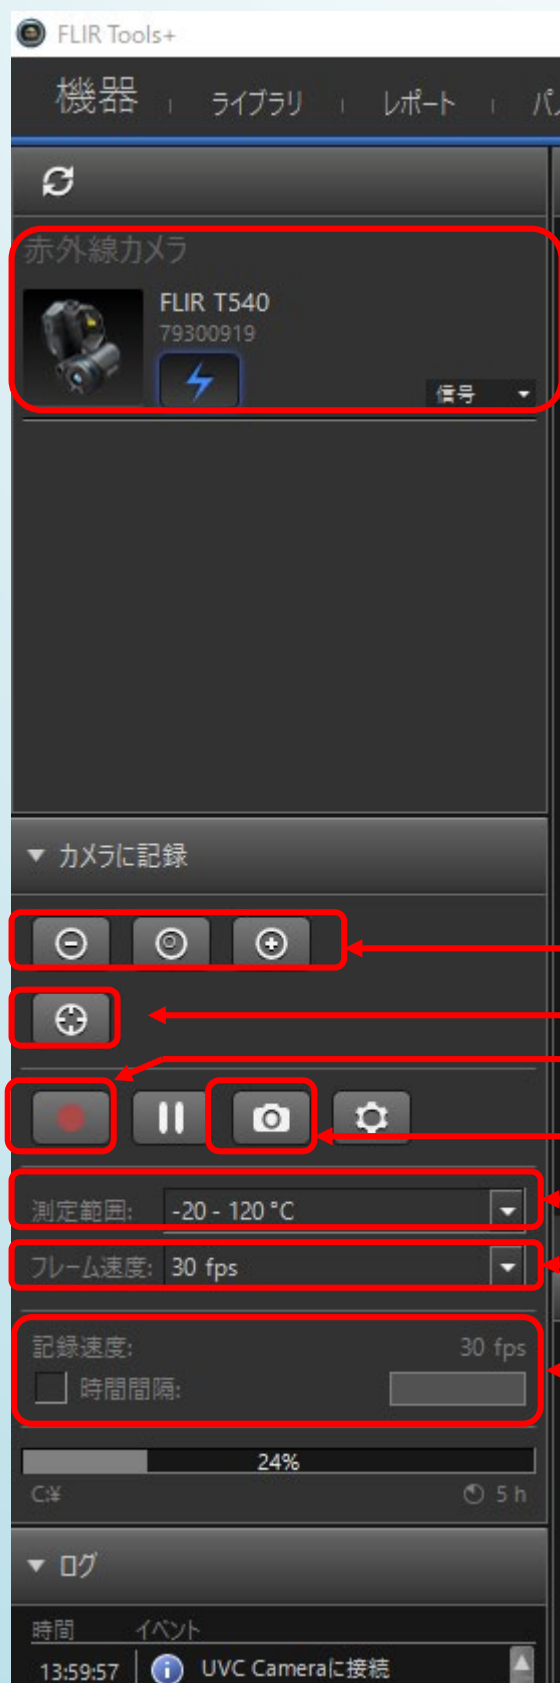 FLIR Tools+
機器 ライブラリ レポート
赤外線カメラ
FLIR T540
79300919
信号
カメラに記録
測定範囲: -20 - 120 °C
フレーム速度: 30 fps
記録速度: 30 fps
時間間隔:
24%
C:¥ 5 h
ログ
時間 イベント
13:59:57 UVC Cameraに接続